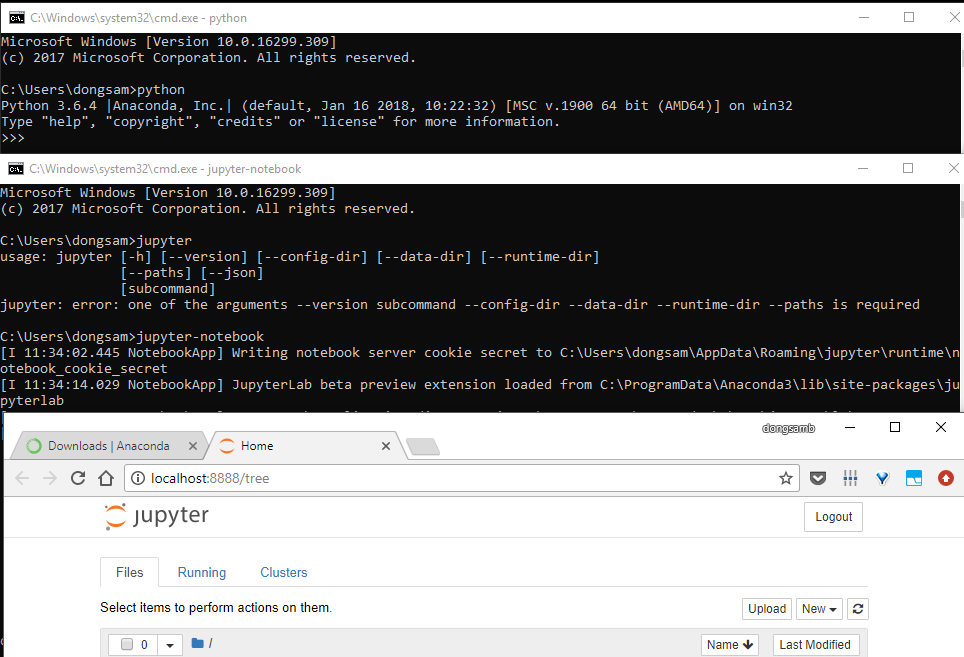 C:\Windows\system32\cmd.exe - python
Microsoft Windows [Version 10.0.16299.309]
(c) 2017 Microsoft Corporation. All rights reserved.
C:\Users\dongsam>python
Python 3.6.4 |Anaconda, Inc.| (default, Jan 16 2018, 10:22:32) [MSC v.1900 64 bit (AMD64)] on win32
Type "help", "copyright", "credits" or "license" for more information.
>>>
C:\Windows\system32\cmd.exe - jupyter-notebook
Microsoft Windows [Version 10.0.16299.309]
(c) 2017 Microsoft Corporation. All rights reserved.
C:\Users\dongsam>jupyter
usage: jupyter [-h] [--version] [--config-dir] [--data-dir] [--runtime-dir]
[--paths] [--json]
[subcommand]
jupyter: error: one of the arguments --version subcommand --config-dir --data-dir --runtime-dir --paths is required
C:\Users\dongsam>jupyter-notebook
[I 11:34:02.445 NotebookApp] Writing notebook server cookie secret to C:\Users\dongsam\AppData\Roaming\jupyter\runtime\n
otebook_cookie_secret
[I 11:34:14.029 NotebookApp] JupyterLab beta preview extension loaded from C:\ProgramData\Anaconda3\lib\site-packages\ju
pyterlab
dongsamb
Downloads | Anaconda
Home
localhost:8888/tree
jupyter
Logout
Files Running Clusters
Select items to perform actions on them.
Upload New
0 / Name Last Modified